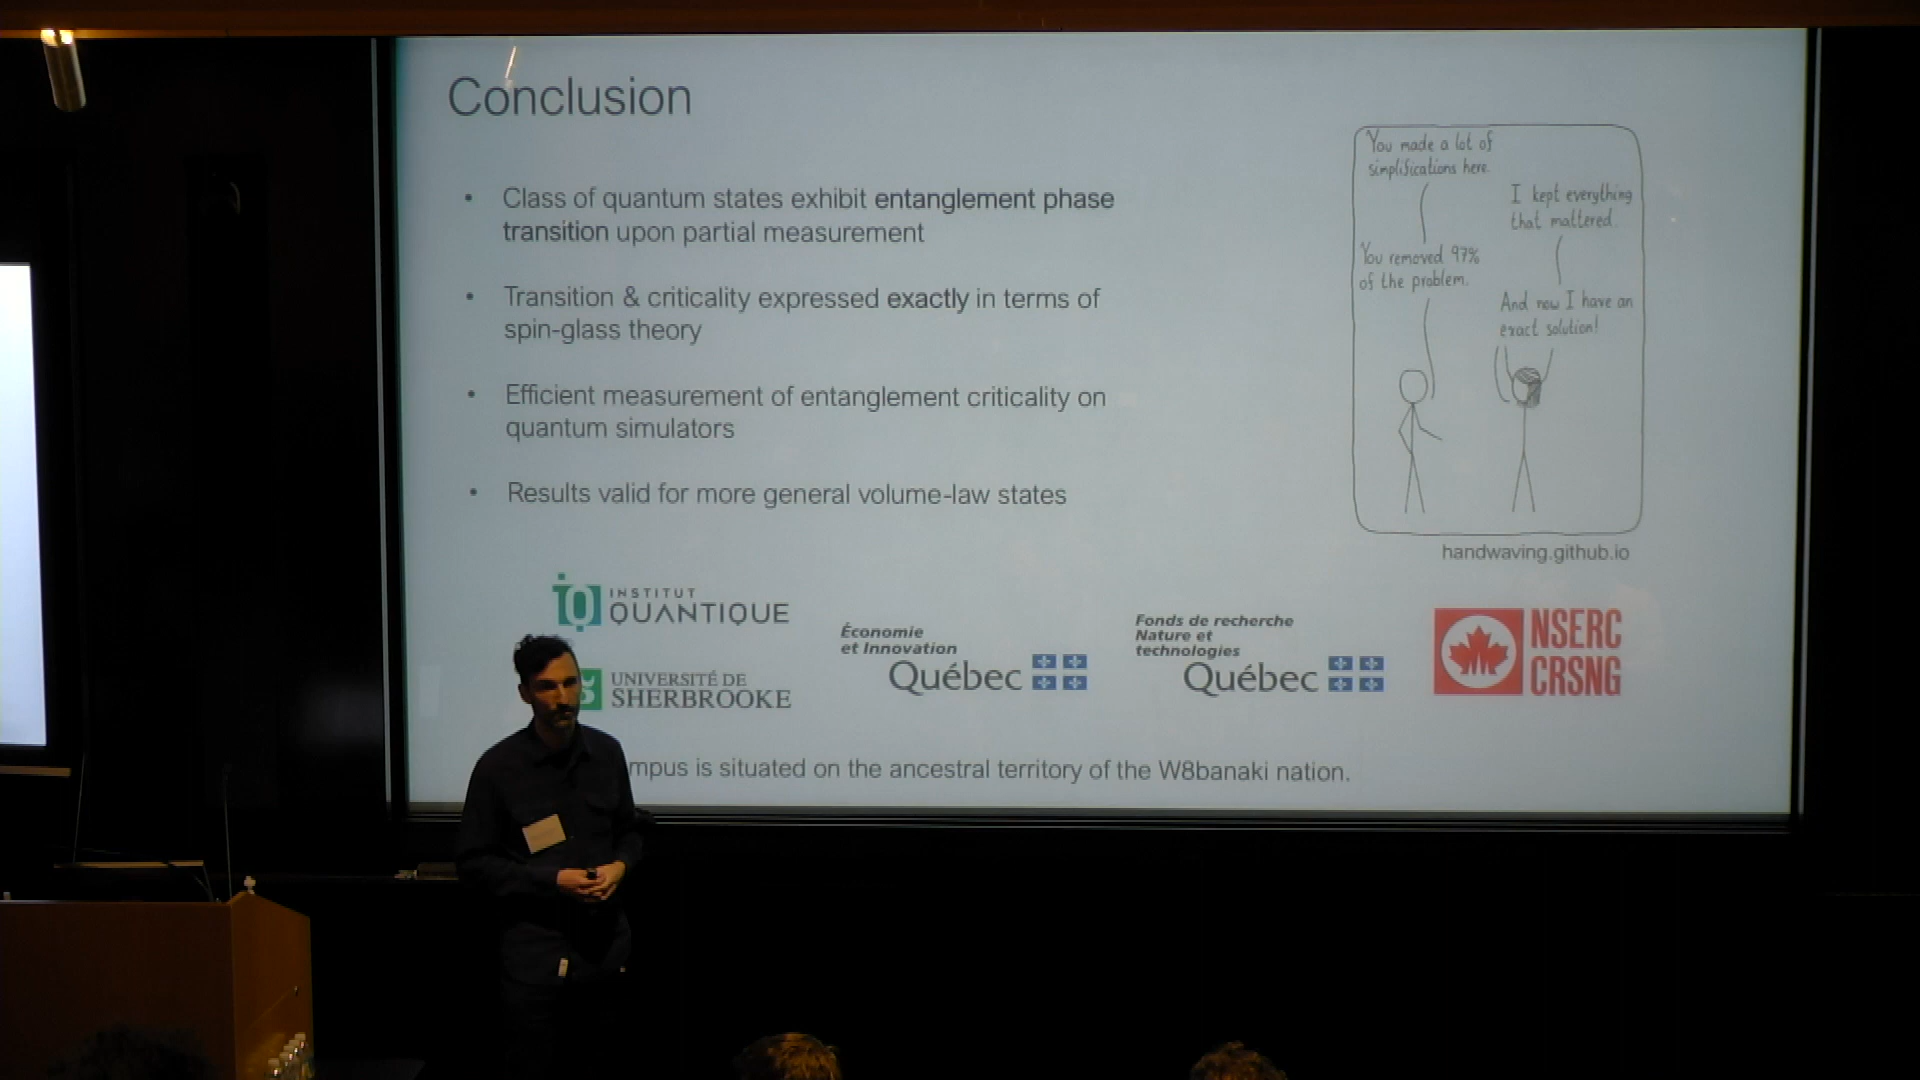 Conclusion
• Class of quantum states exhibit entanglement phase
transition upon partial measurement
• Transition & criticality expressed exactly in terms of
spin-glass theory
• Efficient measurement of entanglement criticality on
quantum simulators
• Results valid for more general volume-law states
You made a lot of
simplifications here.
I kept everything
that mattered.
You removed 97%
of the problem.
And now I have an
exact solution!
handwaving.github.io
INSTITUT
QUANTIQUE
UNIVERSITÉ DE
SHERBROOKE
Économie
et Innovation
Québec
Fonds de recherche
Nature et
technologies
Québec
NSERC
CRSNG
is situated on the ancestral territory of the W8banaki nation.